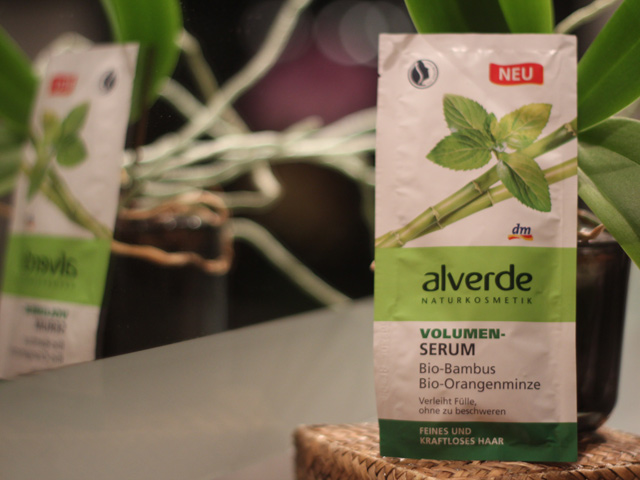 NEU
dm
alverde
NATURKOSMETIK
VOLUMEN-
SERUM
Bio-Bambus
Bio-Orangenminze
Verleiht Fülle,
ohne zu beschweren
FEINES UND
KRAFTLOSES HAAR